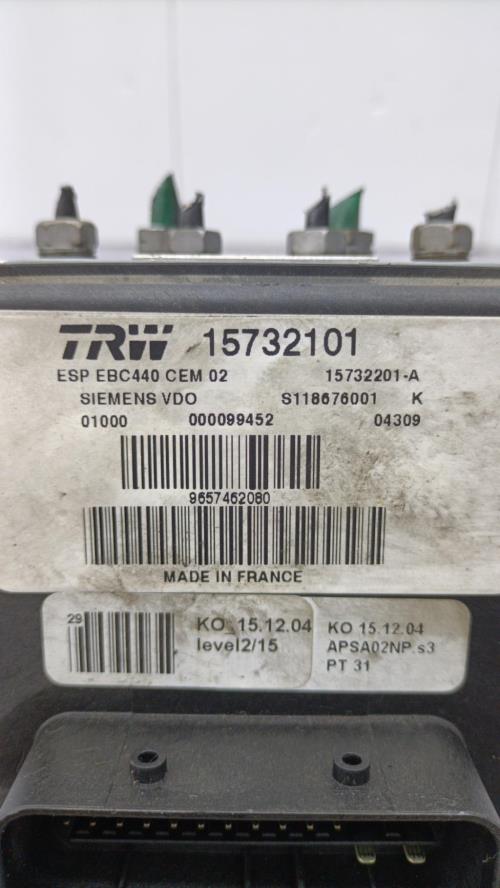 TRW 15732101
ESP EBC440 CEM 02 15732201-A
SIEMENS VDO S118676001 K
01000 000099452 04309
9657462080
MADE IN FRANCE
29
KO 15.12.04
level2/15
KO 15.12.04
APSA02NP.s3
PT 31